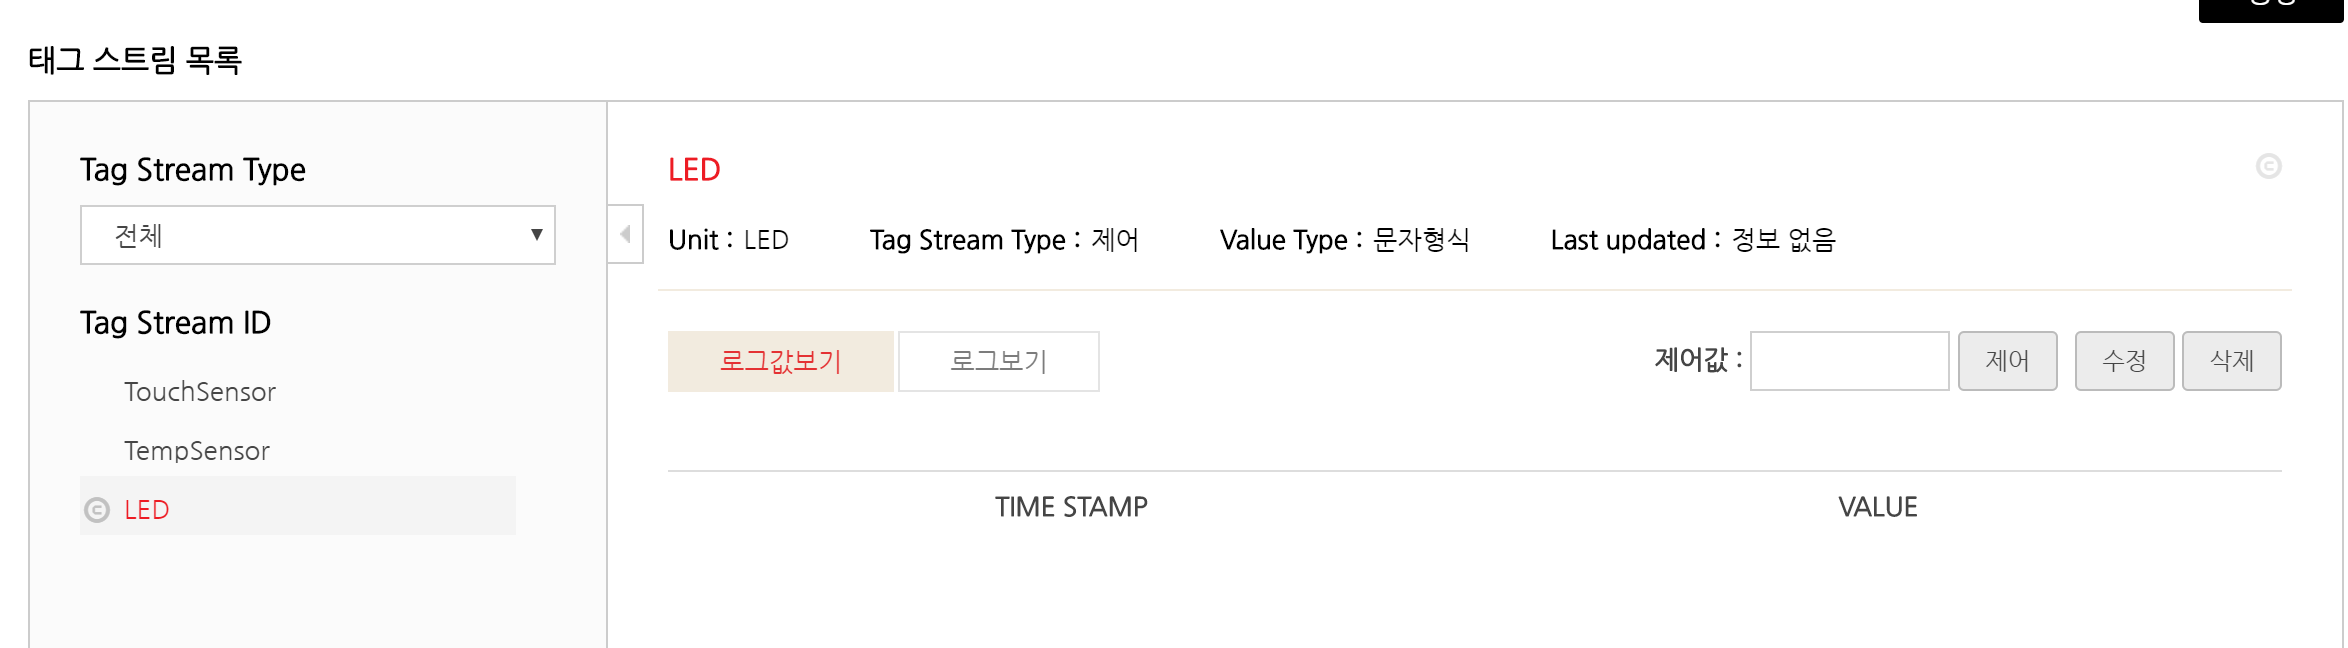 태그 스트림 목록
Tag Stream Type
전체
Tag Stream ID
TouchSensor
TempSensor
LED
LED
Unit : LED Tag Stream Type : 제어 Value Type : 문자형식 Last updated : 정보 없음
로그값보기 로그보기 제어값 : 제어 수정 삭제
TIME STAMP VALUE